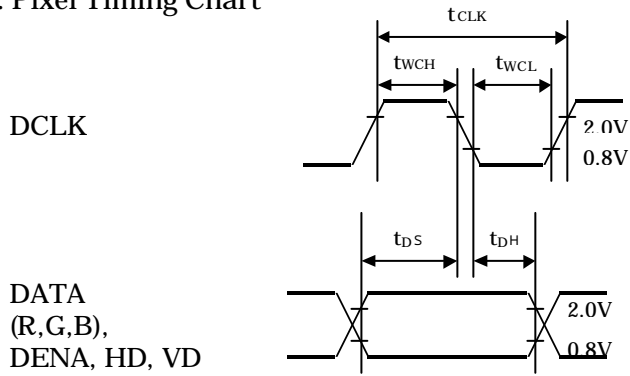 . Pixel Timing Chart
tCLK
tWCH
tWCL
DCLK
2.0V
0.8V
tDS
tDH
DATA
(R,G,B),
DENA, HD, VD
2.0V
0.8V